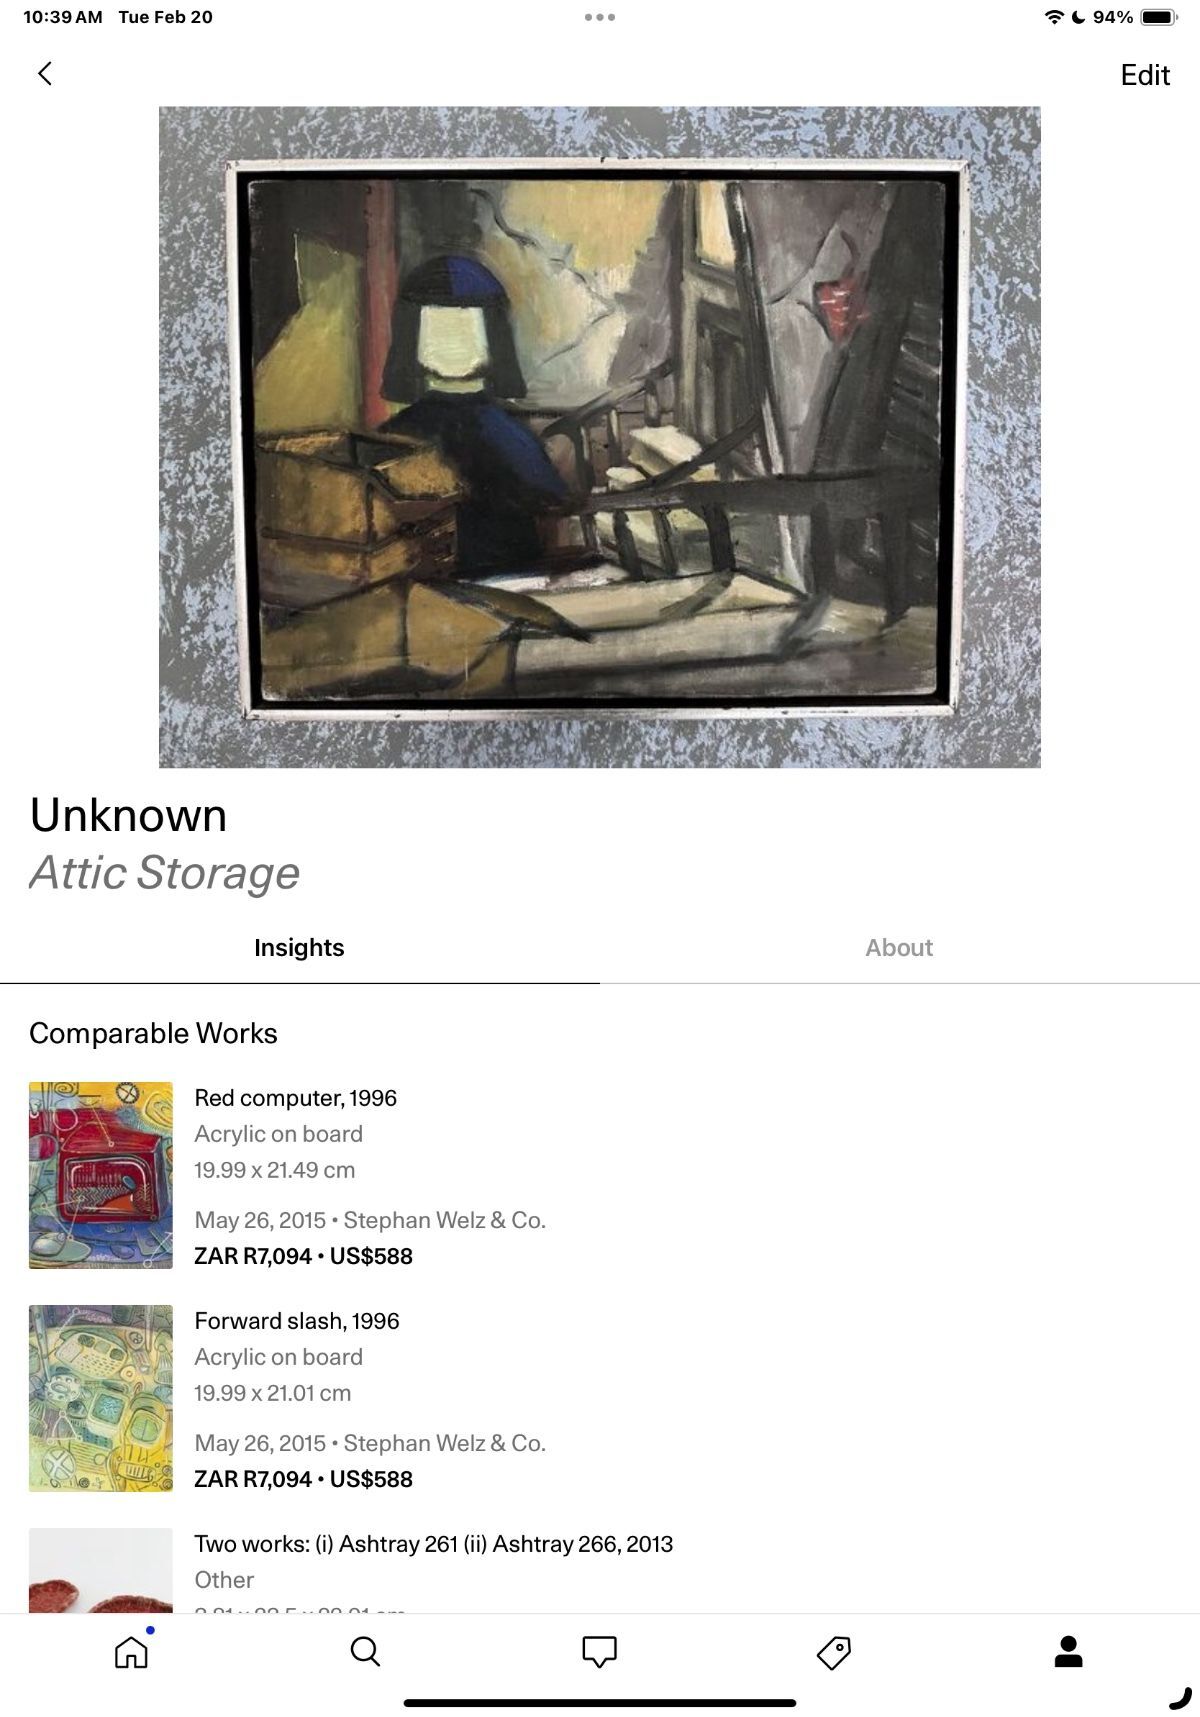 10:39 AM Tue Feb 20
94%
Edit
Unknown
Attic Storage
Insights
About
Comparable Works
Red computer, 1996
Acrylic on board
19.99 x 21.49 cm
May 26, 2015 • Stephan Welz & Co.
ZAR R7,094 • US$588
Forward slash, 1996
Acrylic on board
19.99 x 21.01 cm
May 26, 2015 • Stephan Welz & Co.
ZAR R7,094 • US$588
Two works: (i) Ashtray 261 (ii) Ashtray 266, 2013
Other